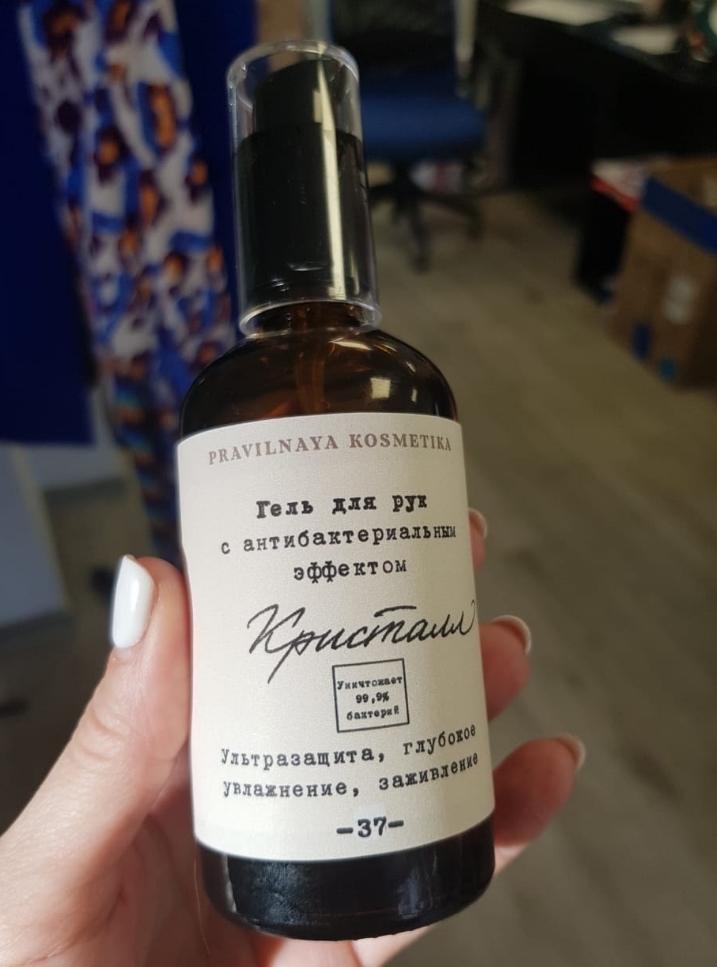 PRAVILNAYA KOSMETIKA
Гель для рук
с антибактериальным
эффектом
Кристалл
Уничтожает
99,9%
бактерий
Ультразащита, глубокое
увлажнение, заживление
—37—